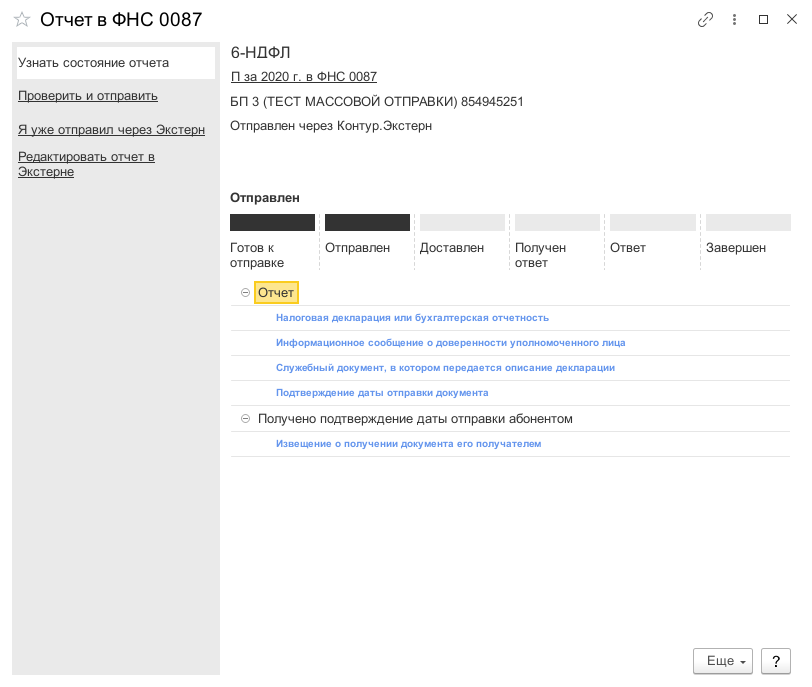 Отчет в ФНС 0087
Узнать состояние отчета
Проверить и отправить
Я уже отправил через Экстерн
Редактировать отчет в
Экстерне
6-НДФЛ
П за 2020 г. в ФНС 0087
БП 3 (ТЕСТ МАССОВОЙ ОТПРАВКИ) 854945251
Отправлен через Контур.Экстерн
Отправлен
Готов к
отправке
Отправлен
Доставлен
Получен
ответ
Ответ
Завершен
Отчет
Налоговая декларация или бухгалтерская отчетность
Информационное сообщение о доверенности уполномоченного лица
Служебный документ, в котором передается описание декларации
Подтверждение даты отправки документа
Получено подтверждение даты отправки абонентом
Извещение о получении документа его получателем
Еще
?